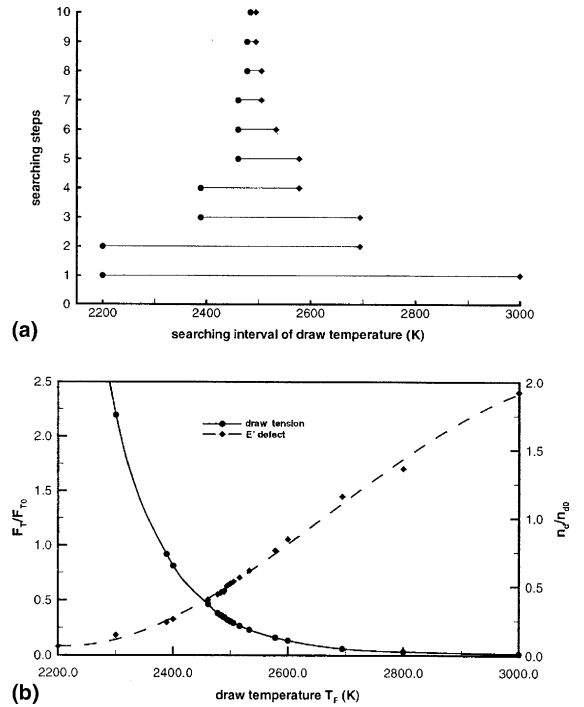 10
9
8
7
6
5
4
3
2
1
0
searching steps
2200 2400 2600 2800 3000
searching interval of draw temperature (K)
(a)
2.5
2.0
1.5
1.0
0.5
0.0
F_T/F_T0
draw tension
E' defect
2.0
1.5
1.0
0.5
0.0
n_d/n_d0
2200.0 2400.0 2600.0 2800.0 3000.0
draw temperature T_F (K)
(b)